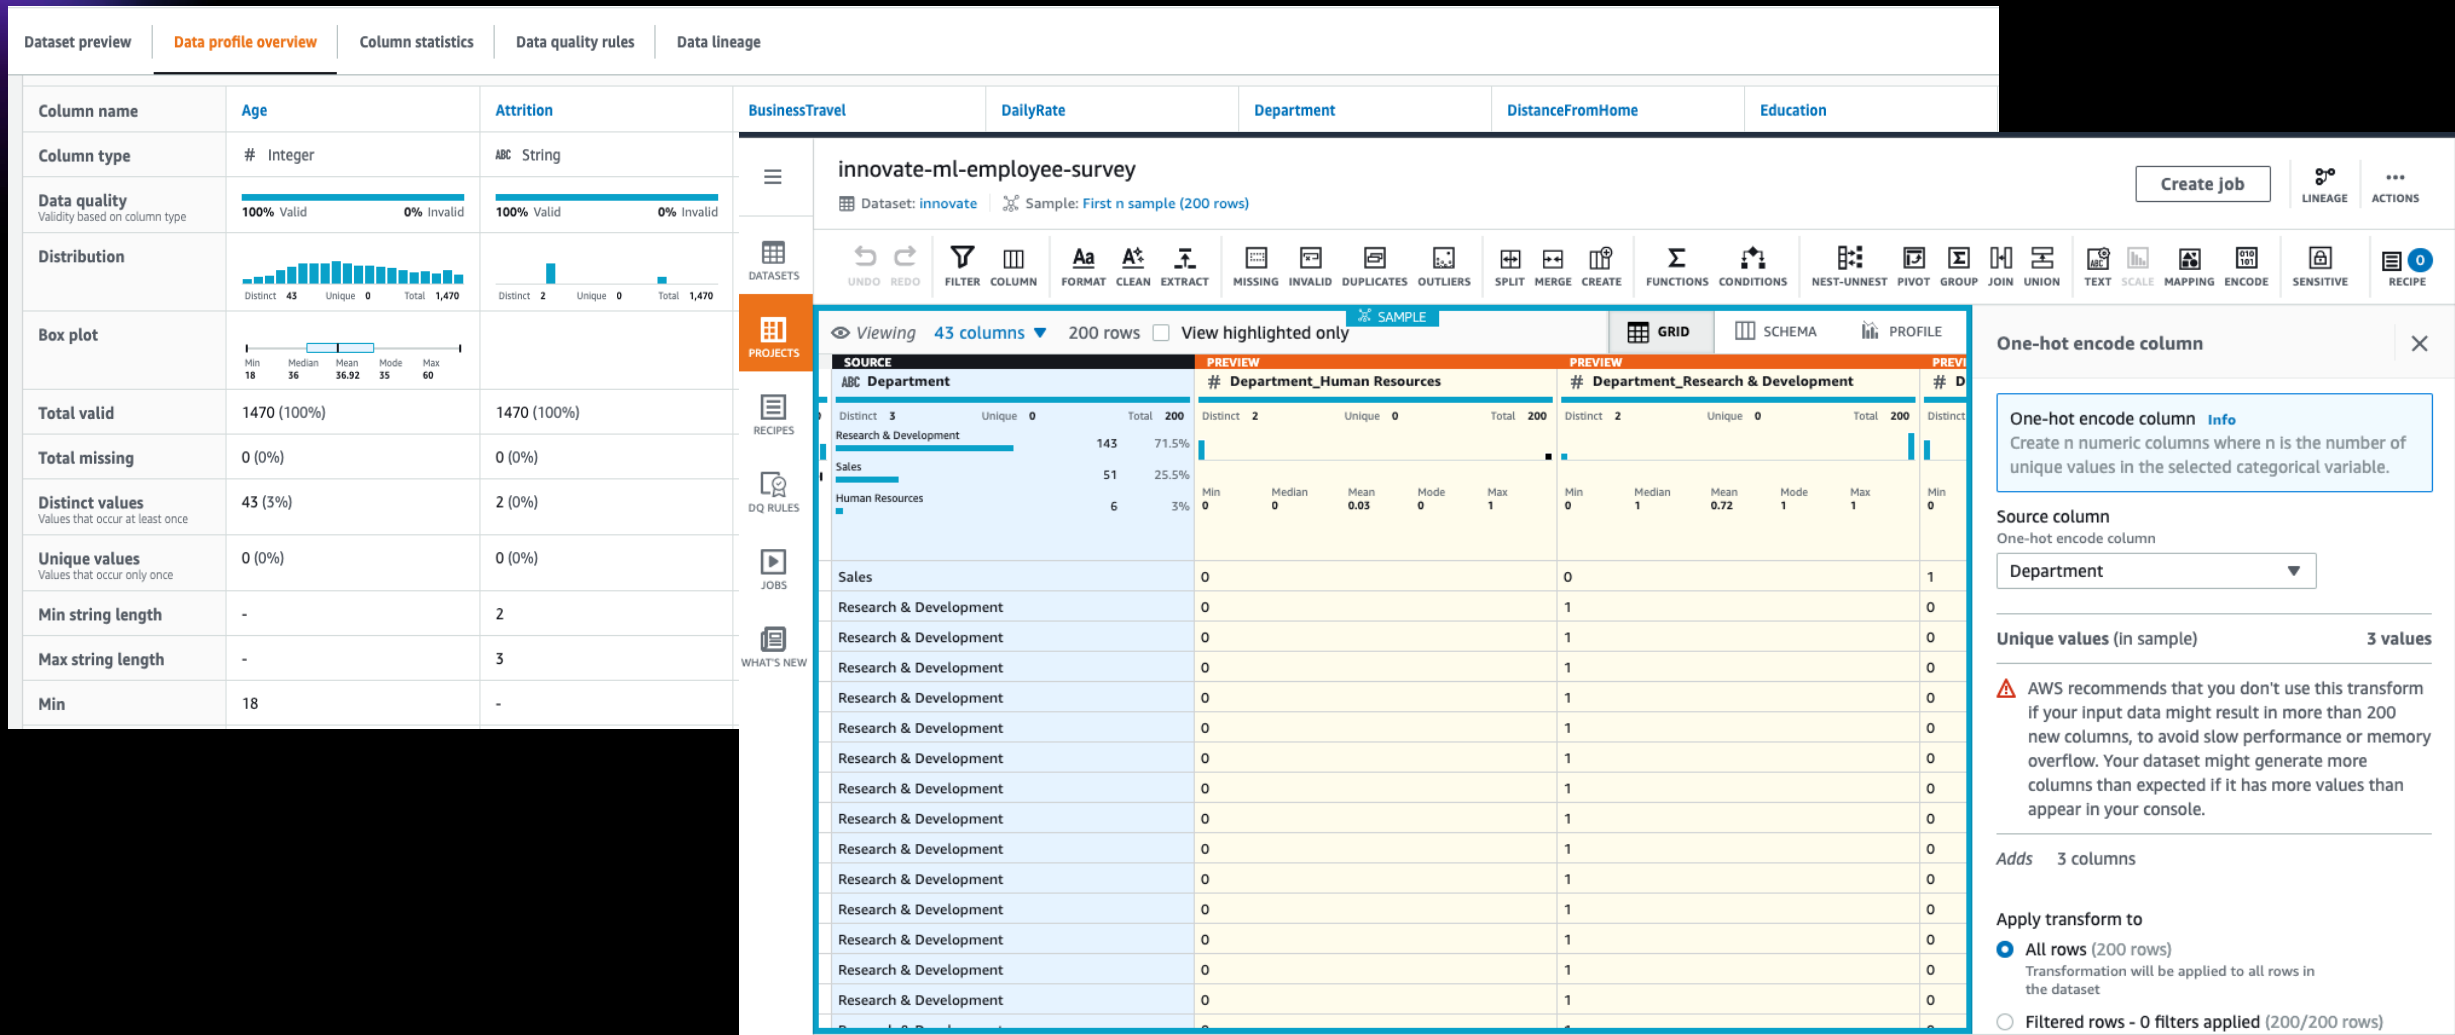 Dataset preview
Data profile overview
Column statistics
Data quality rules
Data lineage
Column name
Age
Attrition
BusinessTravel
DailyRate
Department
DistanceFromHome
Education
Column type
# Integer
ABC String
Data quality
Validity based on column type
100% Valid 0% Invalid
100% Valid 0% Invalid
Distribution
Distinct 43 Unique 0 Total 1,470
Distinct 2 Unique 0 Total 1,470
Box plot
Min Median Mean Mode Max
18 36 36.92 35 60
Total valid
1470 (100%)
1470 (100%)
Total missing
0 (0%)
0 (0%)
Distinct values
Values that occur at least once
43 (3%)
2 (0%)
Unique values
Values that occur only once
0 (0%)
0 (0%)
Min string length
-
2
Max string length
-
3
Min
18
-
DATASETS
PROJECTS
RECIPES
DQ RULES
JOBS
WHAT'S NEW
innovate-ml-employee-survey
Dataset: innovate
Sample: First n sample (200 rows)
Create job
LINEAGE
ACTIONS
UNDO
REDO
FILTER
COLUMN
FORMAT
CLEAN
EXTRACT
MISSING
INVALID
DUPLICATES
OUTLIERS
SPLIT
MERGE
CREATE
FUNCTIONS
CONDITIONS
NEST-UNNEST
PIVOT
GROUP
JOIN
UNION
TEXT
SCALE
MAPPING
ENCODE
SENSITIVE
0
RECIPE
SAMPLE
Viewing 43 columns 200 rows View highlighted only
GRID
SCHEMA
PROFILE
SOURCE
ABC Department
Distinct 3 Unique 0 Total 200
Research & Development 143 71.5%
Sales 51 25.5%
Human Resources 6 3%
PREVIEW
# Department_Human Resources
Distinct 2 Unique 0 Total 200
Min Median Mean Mode Max
0 0 0.03 0 1
PREVIEW
# Department_Research & Development
Distinct 2 Unique 0 Total 200
Min Median Mean Mode Max
0 1 0.72 1 1
PREVI
# D
Distinct
Min
0
Sales 0 0 1
Research & Development 0 1 0
Research & Development 0 1 0
Research & Development 0 1 0
Research & Development 0 1 0
Research & Development 0 1 0
Research & Development 0 1 0
Research & Development 0 1 0
Research & Development 0 1 0
Research & Development 0 1 0
Research & Development 0 1 0
Research & Development 0 1 0
Research & Development 0 1 0
Research & Development 0 1 0
Research & Development 0 1 0
One-hot encode column
One-hot encode column Info
Create n numeric columns where n is the number of
unique values in the selected categorical variable.
Source column
One-hot encode column
Department
Unique values (in sample) 3 values
AWS recommends that you don't use this transform
if your input data might result in more than 200
new columns, to avoid slow performance or memory
overflow. Your dataset might generate more
columns than expected if it has more values than
appear in your console.
Adds 3 columns
Apply transform to
All rows (200 rows)
Transformation will be applied to all rows in
the dataset
Filtered rows - 0 filters applied (200/200 rows)